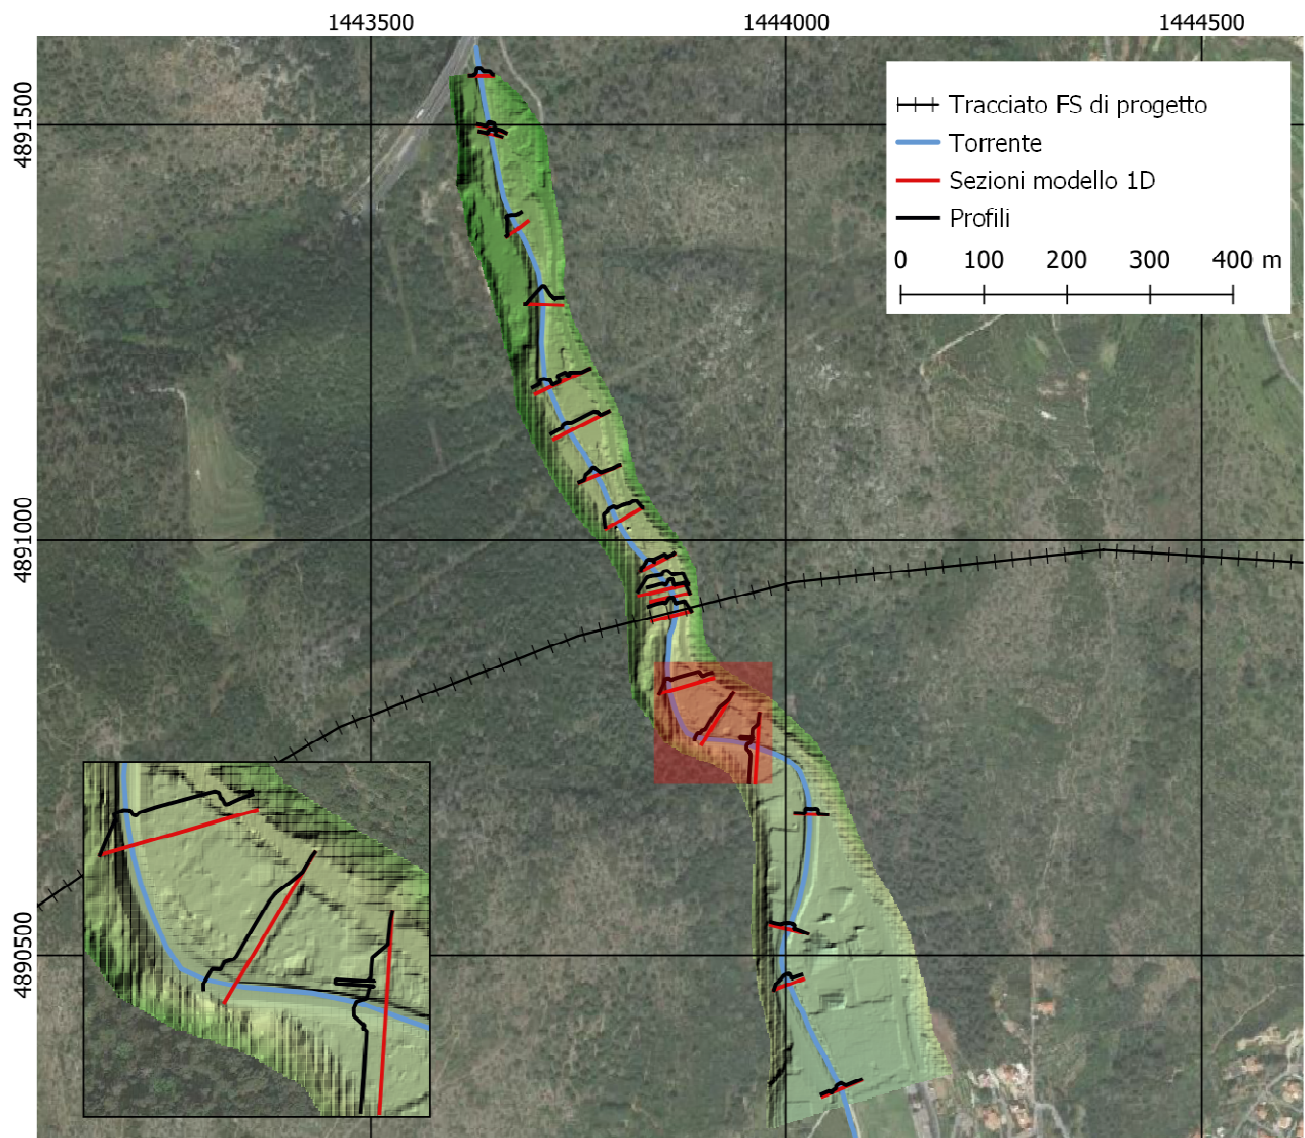 1443500
1444000
1444500
4891500
4891000
4890500
Tracciato FS di progetto
Torrente
Sezioni modello 1D
Profili
0 100 200 300 400 m